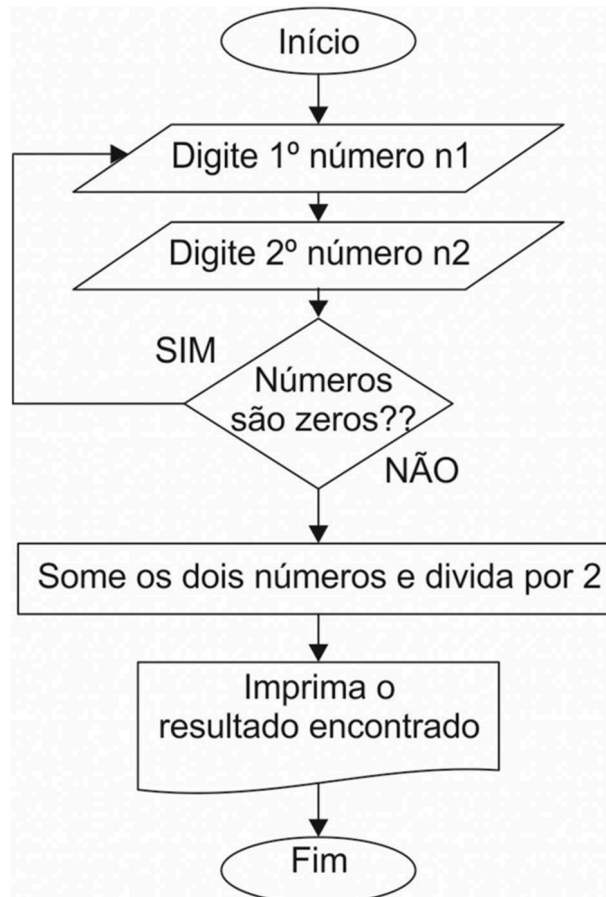 Início
Digite 1º número n1
Digite 2º número n2
SIM
Números
são zeros??
NÃO
Some os dois números e divida por 2
Imprima o
resultado encontrado
Fim